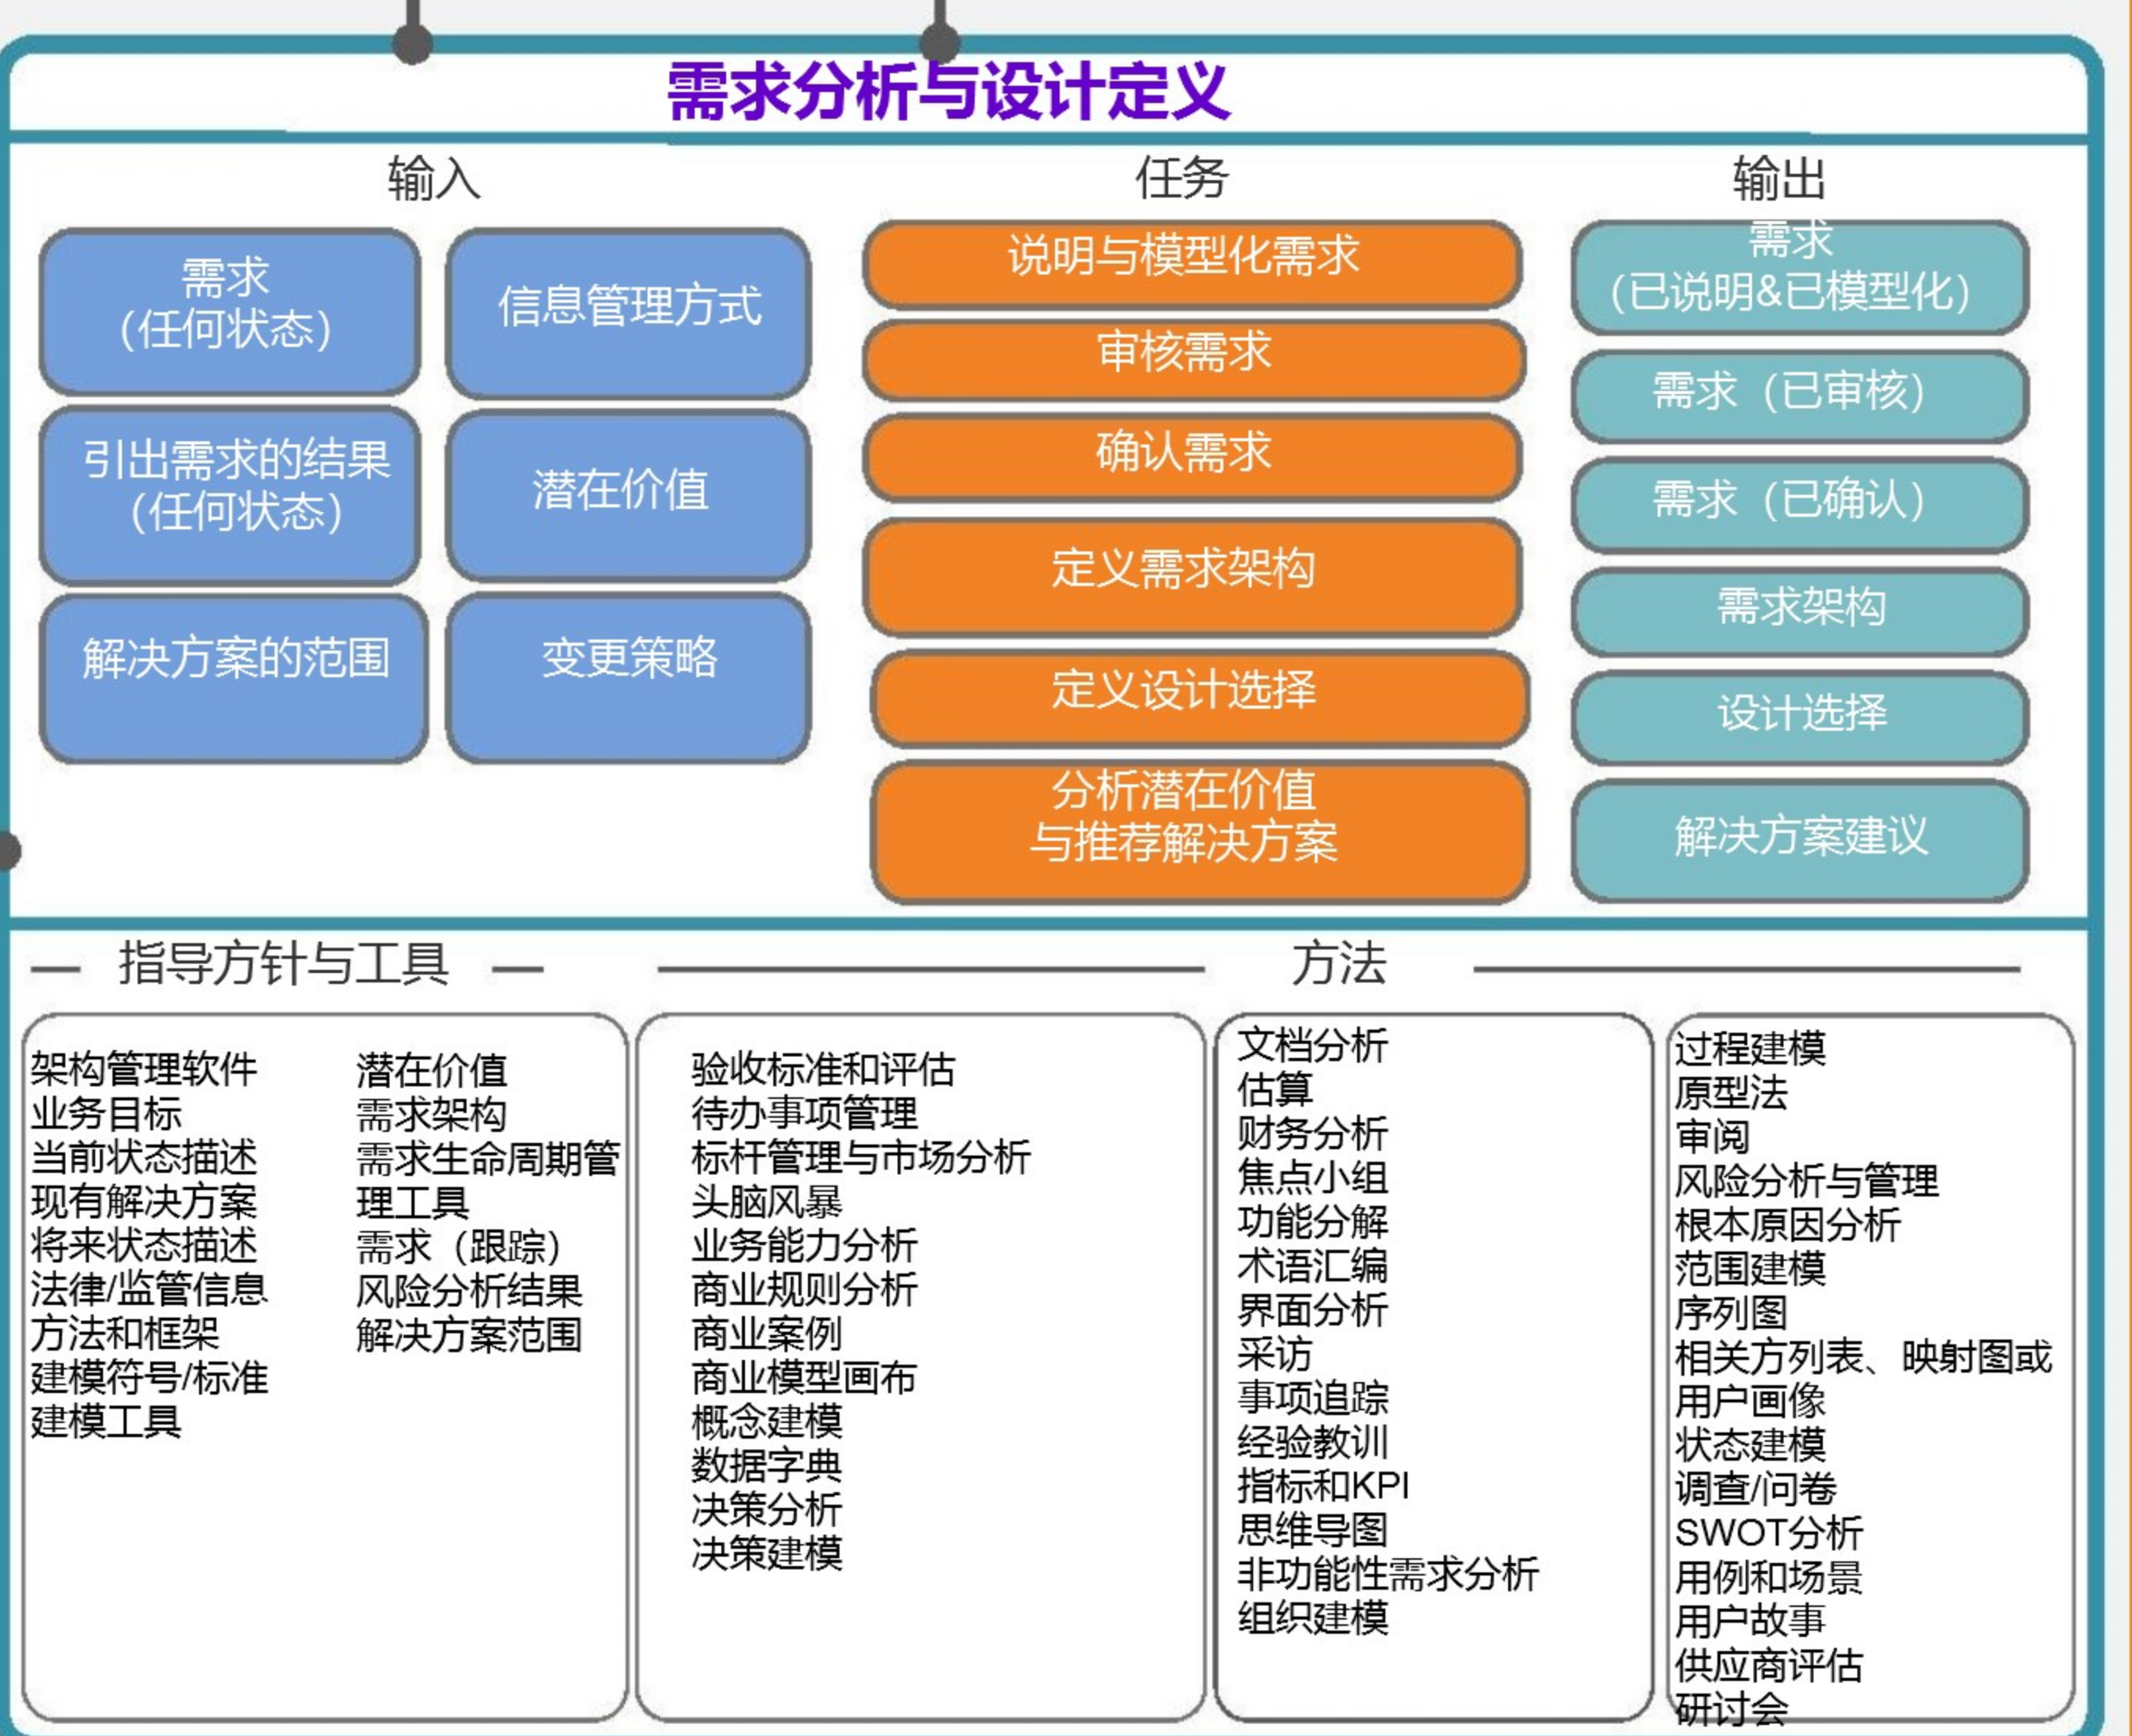 需求分析与设计定义
输入
任务
输出
需求
（任何状态）
信息管理方式
引出需求的结果
（任何状态）
潜在价值
解决方案的范围
变更策略
说明与模型化需求
审核需求
确认需求
定义需求架构
定义设计选择
分析潜在价值
与推荐解决方案
需求
（已说明&已模型化）
需求（已审核）
需求（已确认）
需求架构
设计选择
解决方案建议
指导方针与工具
方法
架构管理软件
业务目标
当前状态描述
现有解决方案
将来状态描述
法律/监管信息
方法和框架
建模符号/标准
建模工具
潜在价值
需求架构
需求生命周期管
理工具
需求（跟踪）
风险分析结果
解决方案范围
验收标准和评估
待办事项管理
标杆管理与市场分析
头脑风暴
业务能力分析
商业规则分析
商业案例
商业模型画布
概念建模
数据字典
决策分析
决策建模
文档分析
估算
财务分析
焦点小组
功能分解
术语汇编
界面分析
采访
事项追踪
经验教训
指标和KPI
思维导图
非功能性需求分析
组织建模
过程建模
原型法
审阅
风险分析与管理
根本原因分析
范围建模
序列图
相关方列表、映射图或
用户画像
状态建模
调查/问卷
SWOT分析
用例和场景
用户故事
供应商评估
研讨会